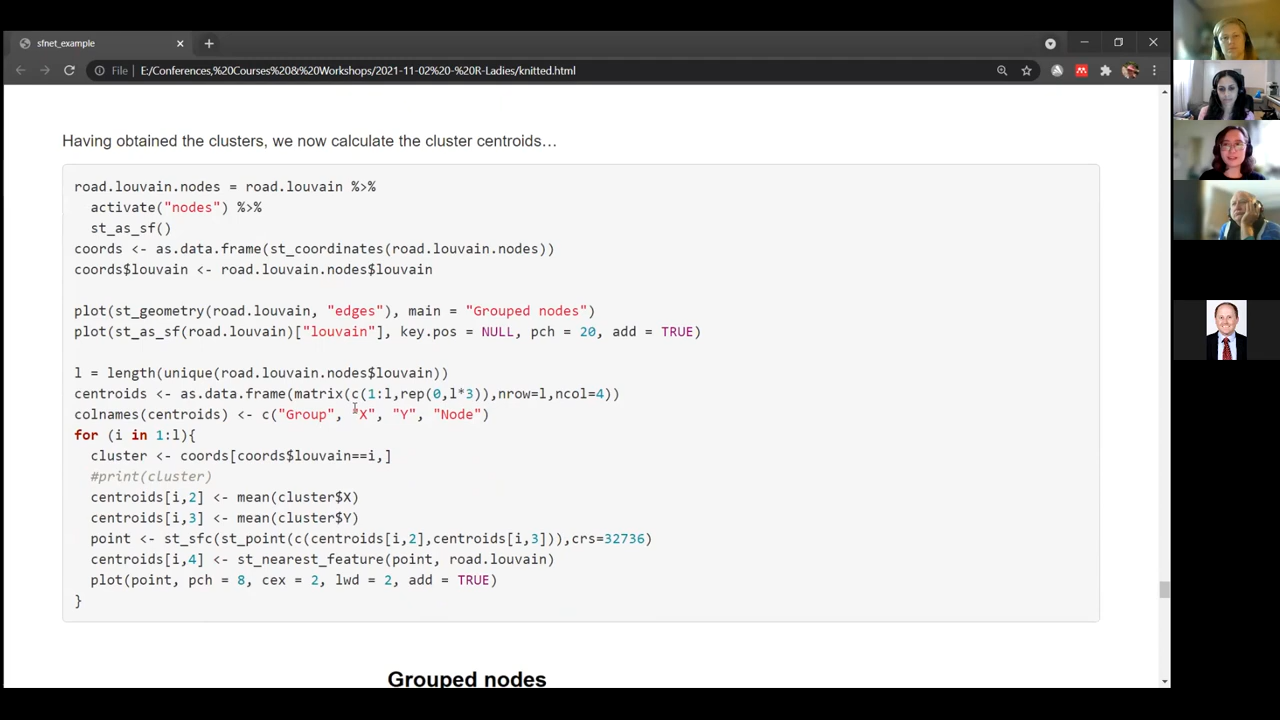 sfnet_example
File E:/Conferences,%20Courses%20&%20Workshops/2021-11-02%20-%20R-Ladies/knitted.html
Having obtained the clusters, we now calculate the cluster centroids…
road.louvain.nodes = road.louvain %>%
  activate("nodes") %>%
  st_as_sf()
coords <- as.data.frame(st_coordinates(road.louvain.nodes))
coords$louvain <- road.louvain.nodes$louvain

plot(st_geometry(road.louvain, "edges"), main = "Grouped nodes")
plot(st_as_sf(road.louvain)["louvain"], key.pos = NULL, pch = 20, add = TRUE)

l = length(unique(road.louvain.nodes$louvain))
centroids <- as.data.frame(matrix(c(1:l,rep(0,l*3)),nrow=l,ncol=4))
colnames(centroids) <- c("Group", "X", "Y", "Node")
for (i in 1:l){
  cluster <- coords[coords$louvain==i,]
  #print(cluster)
  centroids[i,2] <- mean(cluster$X)
  centroids[i,3] <- mean(cluster$Y)
  point <- st_sfc(st_point(c(centroids[i,2],centroids[i,3])),crs=32736)
  centroids[i,4] <- st_nearest_feature(point, road.louvain)
  plot(point, pch = 8, cex = 2, lwd = 2, add = TRUE)
}
Grouped nodes